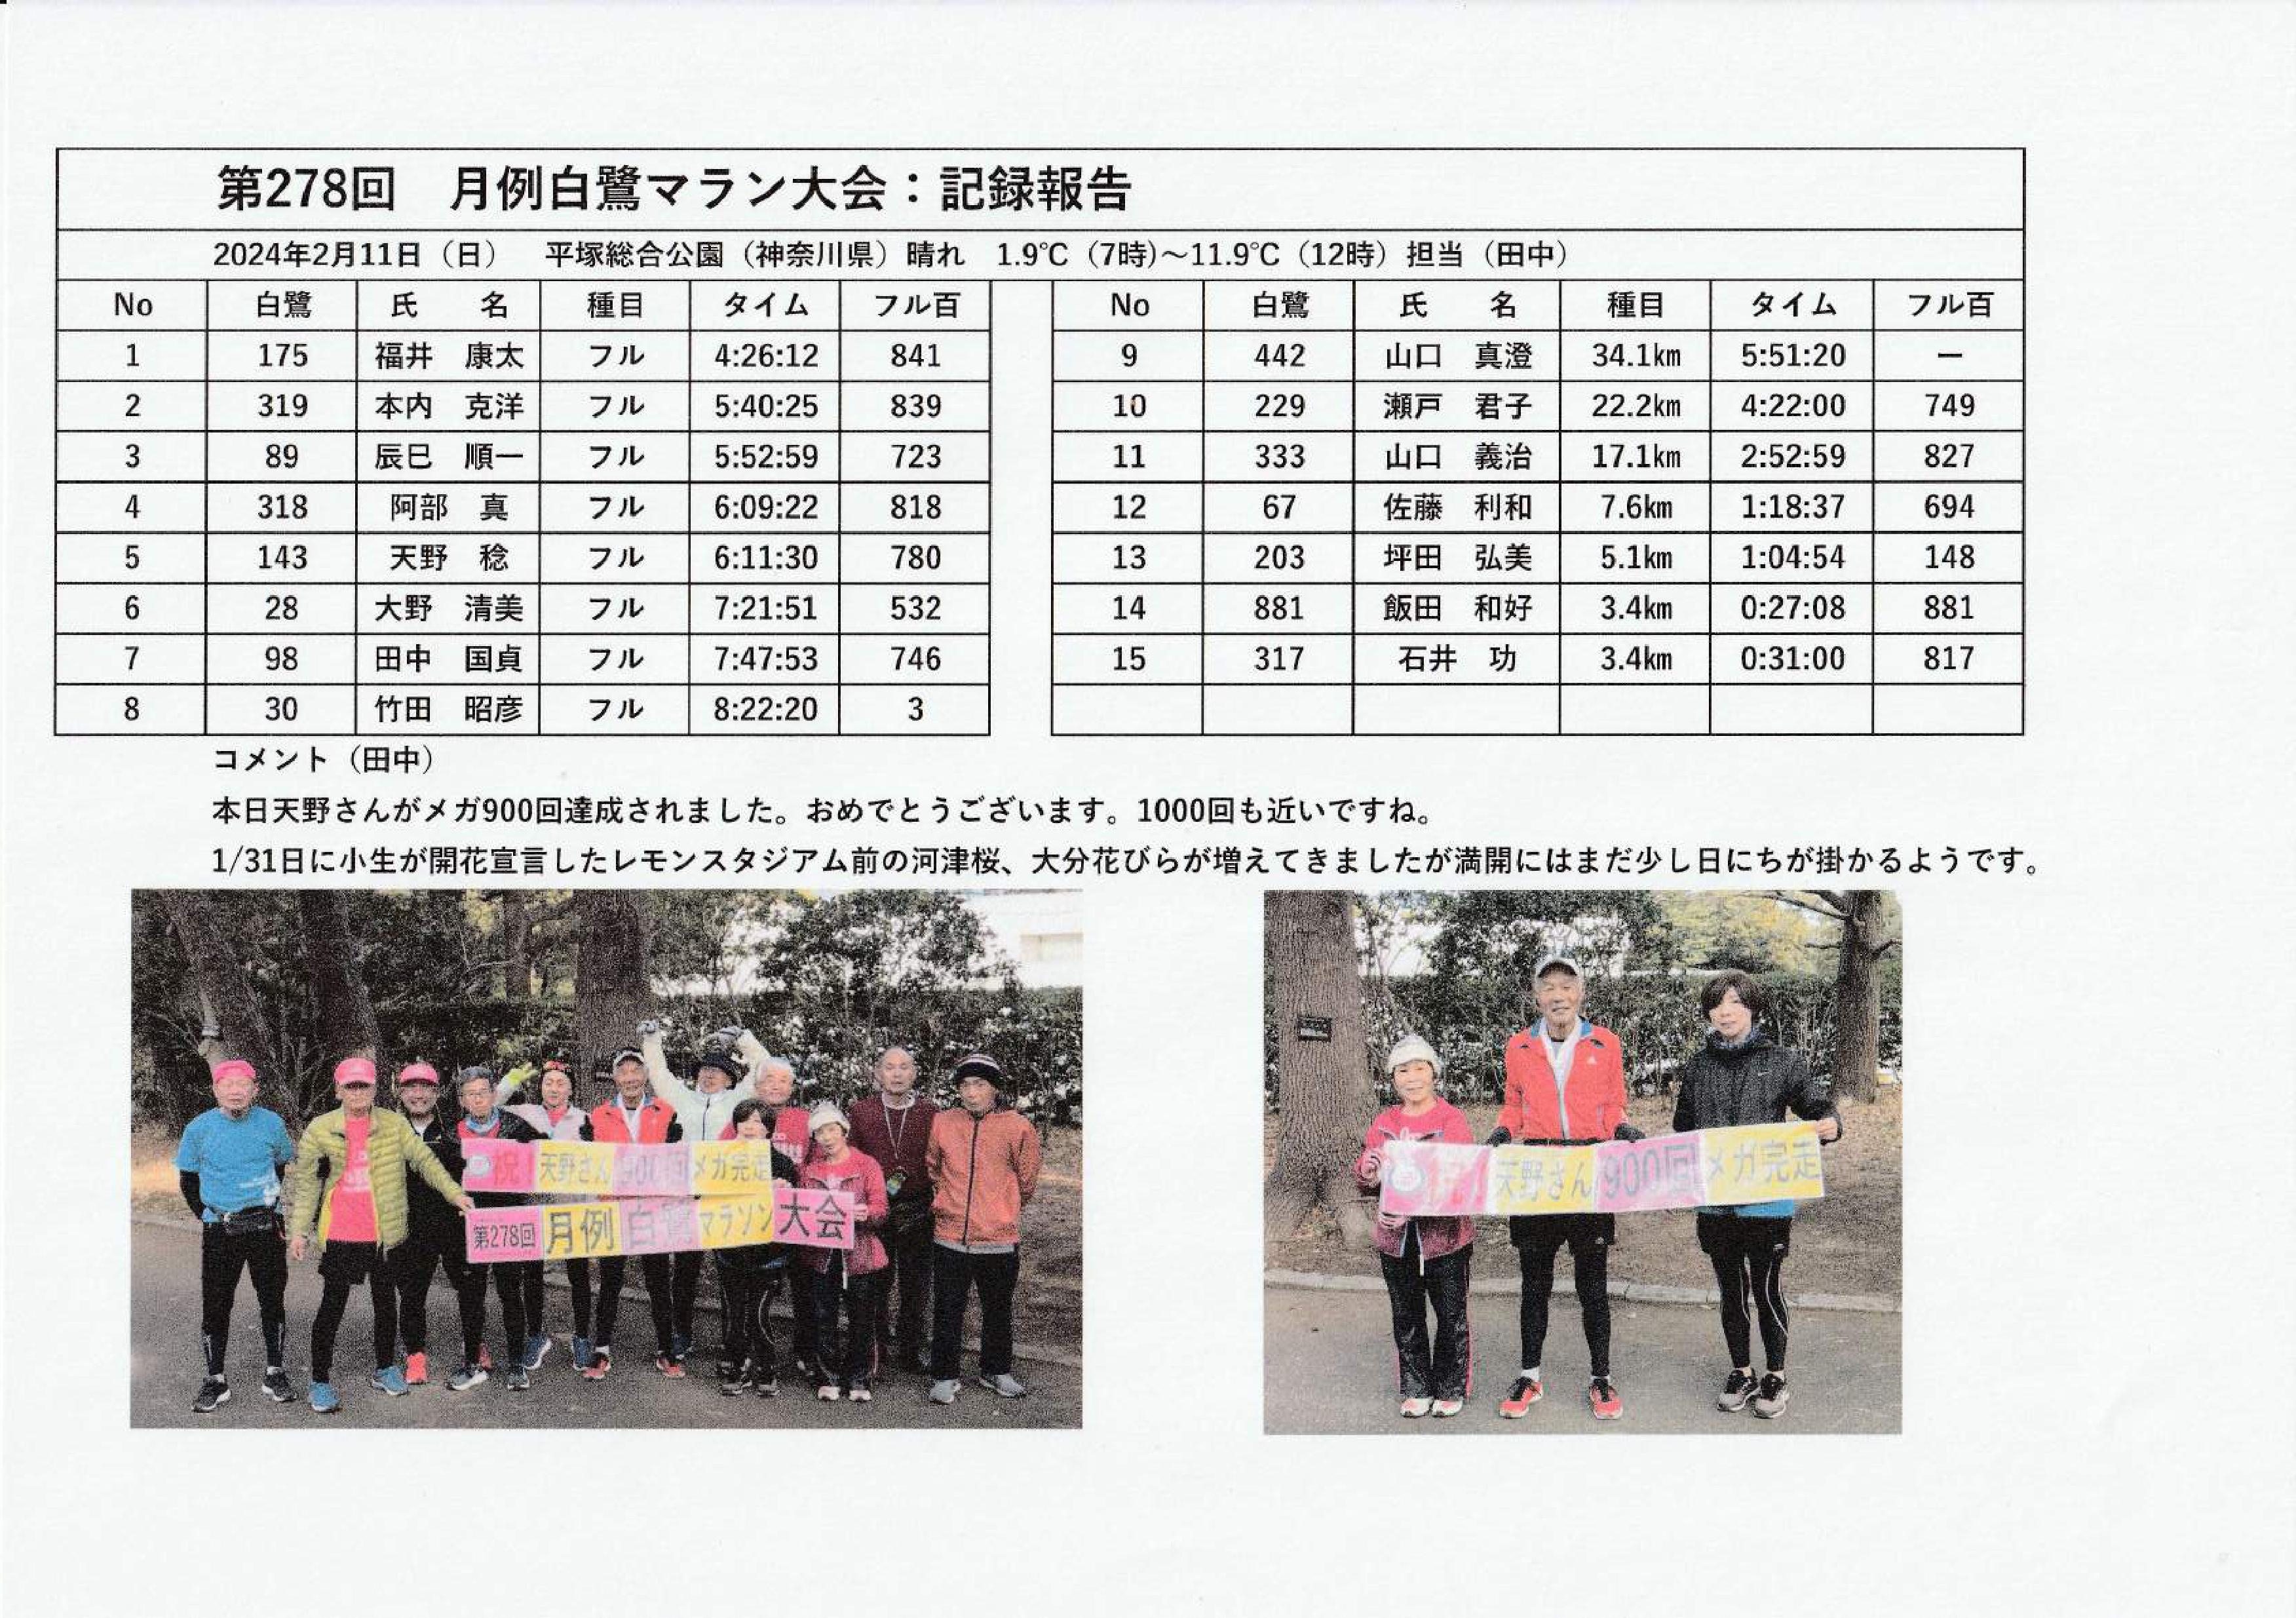 第278回　月例白鷺マラン大会：記録報告
2024年2月11日（日）　平塚総合公園（神奈川県）晴れ　1.9℃（7時)～11.9℃（12時）担当（田中）
No 白鷺 氏　名 種目 タイム フル百 No 白鷺 氏　名 種目 タイム フル百
1 175 福井　康太 フル 4:26:12 841 9 442 山口　真澄 34.1㎞ 5:51:20 ー
2 319 本内　克洋 フル 5:40:25 839 10 229 瀬戸　君子 22.2㎞ 4:22:00 749
3 89 辰巳　順一 フル 5:52:59 723 11 333 山口　義治 17.1㎞ 2:52:59 827
4 318 阿部　真 フル 6:09:22 818 12 67 佐藤　利和 7.6㎞ 1:18:37 694
5 143 天野　稔 フル 6:11:30 780 13 203 坪田　弘美 5.1㎞ 1:04:54 148
6 28 大野　清美 フル 7:21:51 532 14 881 飯田　和好 3.4㎞ 0:27:08 881
7 98 田中　国貞 フル 7:47:53 746 15 317 石井　功 3.4㎞ 0:31:00 817
8 30 竹田　昭彦 フル 8:22:20 3
コメント（田中）
本日天野さんがメガ900回達成されました。おめでとうございます。1000回も近いですね。
1/31日に小生が開花宣言したレモンスタジアム前の河津桜、大分花びらが増えてきましたが満開にはまだ少し日にちが掛かるようです。
祝！天野さん 900回メガ完走
第278回 月例白鷺マラソン大会
祝！天野さん900回メガ完走